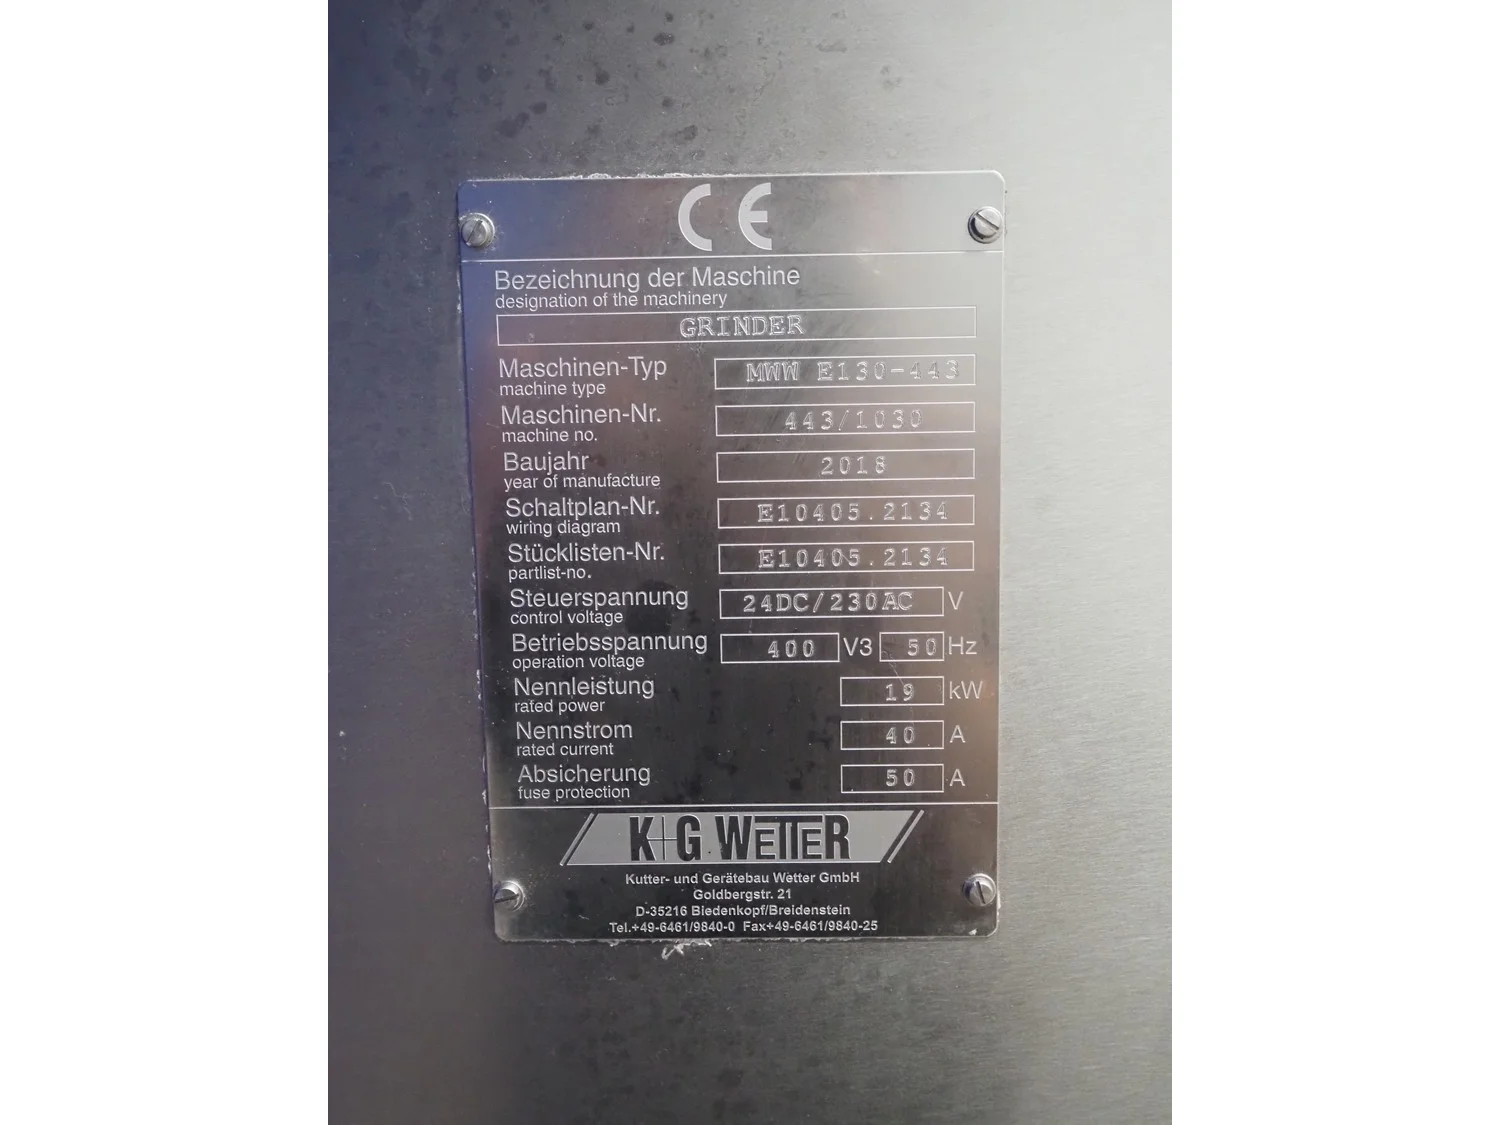 CE
Bezeichnung der Maschine
designation of the machinery
GRINDER
Maschinen-Typ MWW E130-443
machine type
Maschinen-Nr. 443/1030
machine no.
Baujahr 2018
year of manufacture
Schaltplan-Nr. E10405.2134
wiring diagram
Stücklisten-Nr. E10405.2134
partlist-no.
Steuerspannung 24DC/230AC V
control voltage
Betriebsspannung 400 V3 50 Hz
operation voltage
Nennleistung 19 kW
rated power
Nennstrom 40 A
rated current
Absicherung 50 A
fuse protection
K+G WETTER
Kutter- und Gerätebau Wetter GmbH
Goldbergstr. 21
D-35216 Biedenkopf/Breidenstein
Tel.+49-6461/9840-0 Fax+49-6461/9840-25